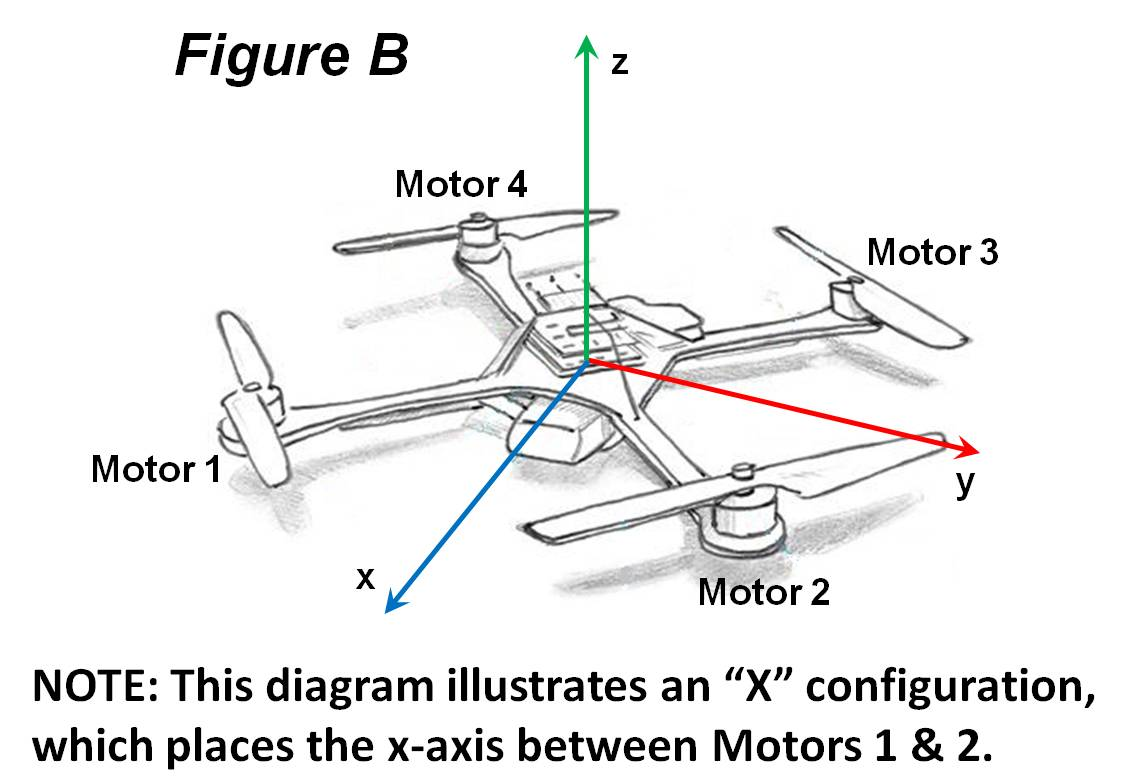 Figure B
z
Motor 4
Motor 3
Motor 1
y
x
Motor 2
NOTE: This diagram illustrates an “X” configuration,
which places the x-axis between Motors 1 & 2.